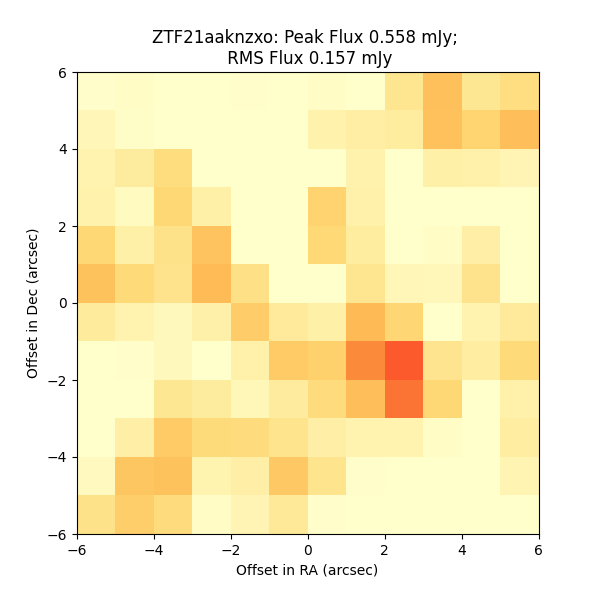 ZTF21aaknzxo: Peak Flux 0.558 mJy;
RMS Flux 0.157 mJy
6
4
2
0
−2
−4
−6
Offset in Dec (arcsec)
−6 −4 −2 0 2 4 6
Offset in RA (arcsec)